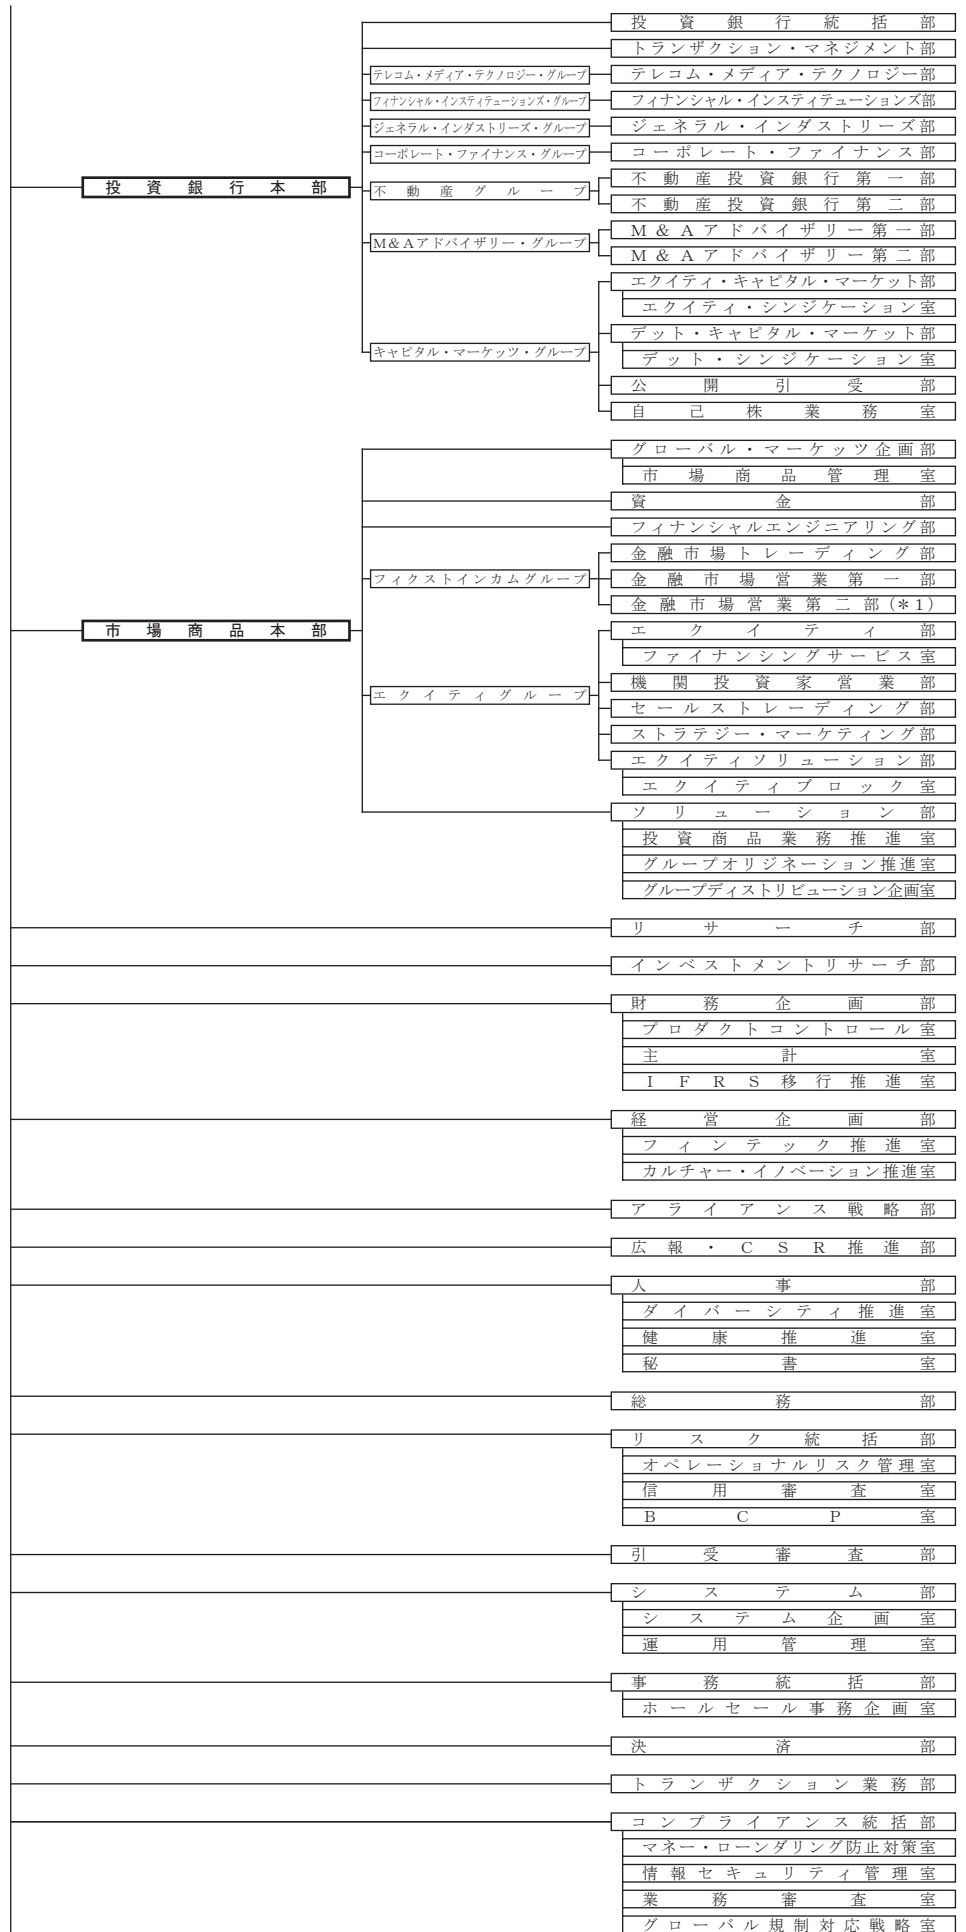 投資銀行統括部
トランザクション・マネジメント部
テレコム・メディア・テクノロジー・グループ テレコム・メディア・テクノロジー部
フィナンシャル・インスティテューションズ・グループ フィナンシャル・インスティテューションズ部
ジェネラル・インダストリーズ・グループ ジェネラル・インダストリーズ部
コーポレート・ファイナンス・グループ コーポレート・ファイナンス部
不動産投資銀行第一部
投資銀行本部 不動産グループ
不動産投資銀行第二部
M&Aアドバイザリー第一部
M&Aアドバイザリー・グループ
M&Aアドバイザリー第二部
エクイティ・キャピタル・マーケット部
エクイティ・シンジケーション室
デット・キャピタル・マーケット部
キャピタル・マーケッツ・グループ
デット・シンジケーション室
公開引受部
自己株業務室
グローバル・マーケッツ企画部
市場商品管理室
資金部
フィナンシャルエンジニアリング部
金融市場トレーディング部
フィクストインカムグループ 金融市場営業第一部
金融市場営業第二部(*1)
市場商品本部 エクイティ部
ファイナンシングサービス室
機関投資家営業部
エクイティグループ
セールストレーディング部
ストラテジー・マーケティング部
エクイティソリューション部
エクイティブロック室
ソリューション部
投資商品業務推進室
グループオリジネーション推進室
グループディストリビューション企画室
リサーチ部
インベストメントリサーチ部
財務企画部
プロダクトコントロール室
主計室
IFRS移行推進室
経営企画部
フィンテック推進室
カルチャー・イノベーション推進室
アライアンス戦略部
広報・CSR推進部
人事部
ダイバーシティ推進室
健康推進室
秘書室
総務部
リスク統括部
オペレーショナルリスク管理室
信用審査室
BCP室
引受審査部
システム部
システム企画室
運用管理室
事務統括部
ホールセール事務企画室
決済部
トランザクション業務部
コンプライアンス統括部
マネー・ローンダリング防止対策室
情報セキュリティ管理室
業務審査室
グローバル規制対応戦略室